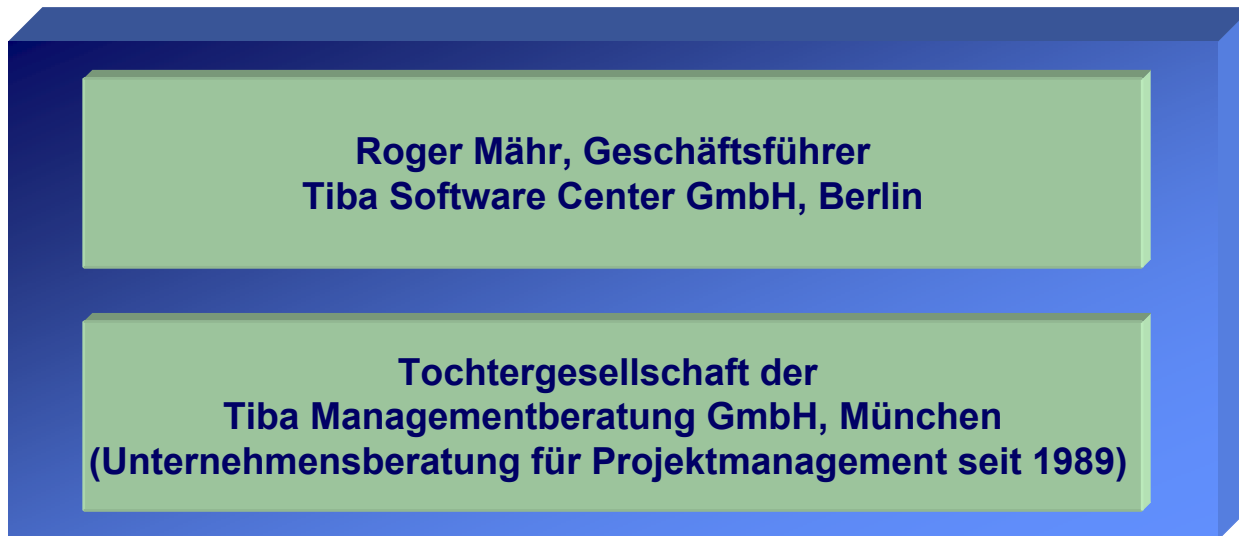 Roger Mähr, Geschäftsführer
Tiba Software Center GmbH, Berlin
Tochtergesellschaft der
Tiba Managementberatung GmbH, München
(Unternehmensberatung für Projektmanagement seit 1989)